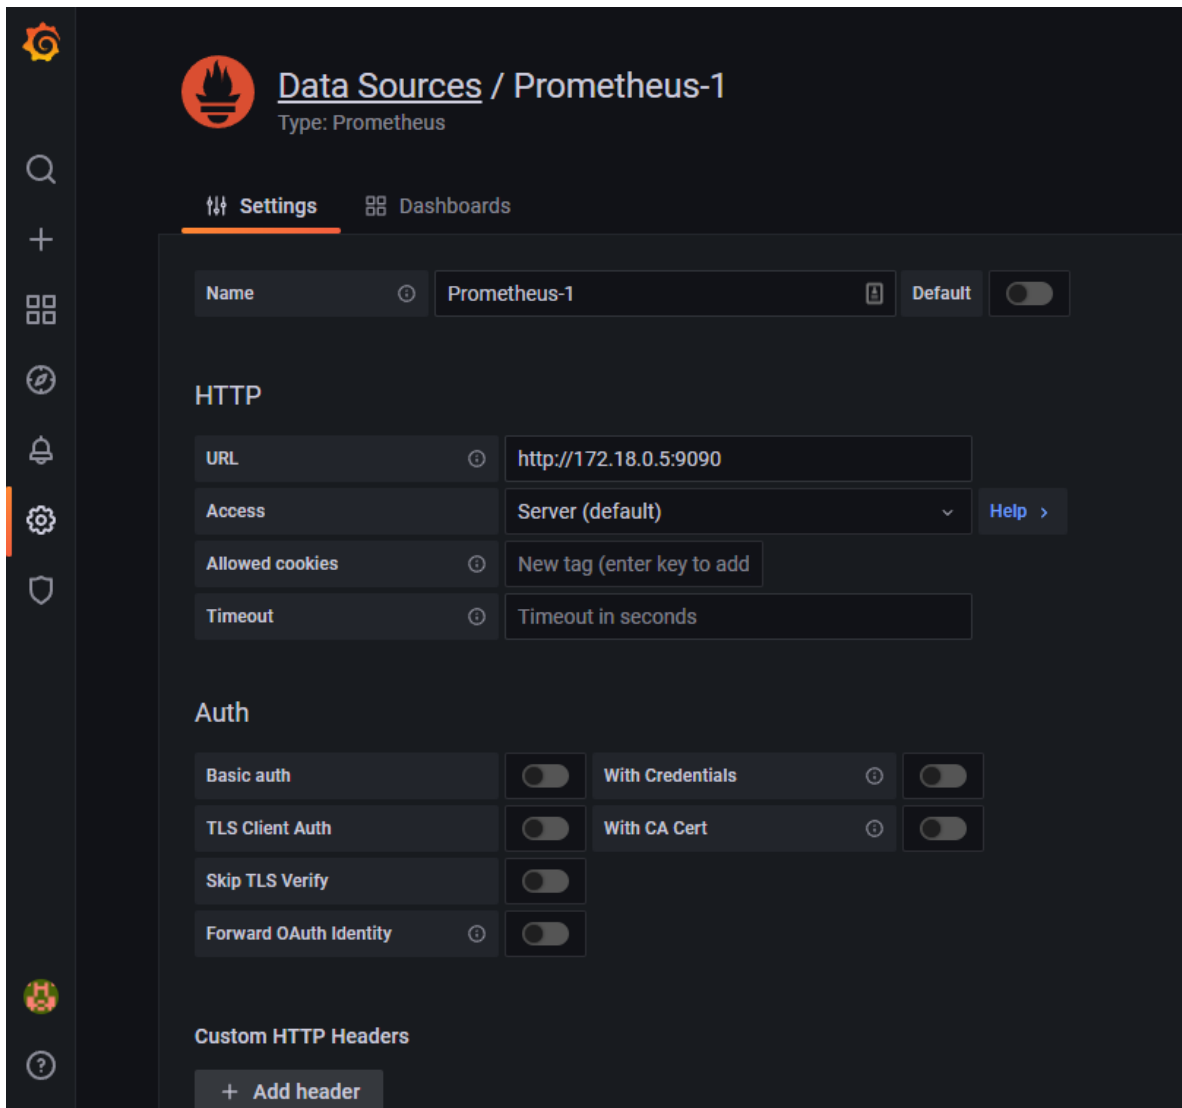 Data Sources / Prometheus-1
Type: Prometheus
Settings Dashboards
Name Prometheus-1 Default
HTTP
URL http://172.18.0.5:9090
Access Server (default) Help >
Allowed cookies New tag (enter key to add
Timeout Timeout in seconds
Auth
Basic auth With Credentials
TLS Client Auth With CA Cert
Skip TLS Verify
Forward OAuth Identity
Custom HTTP Headers
+ Add header